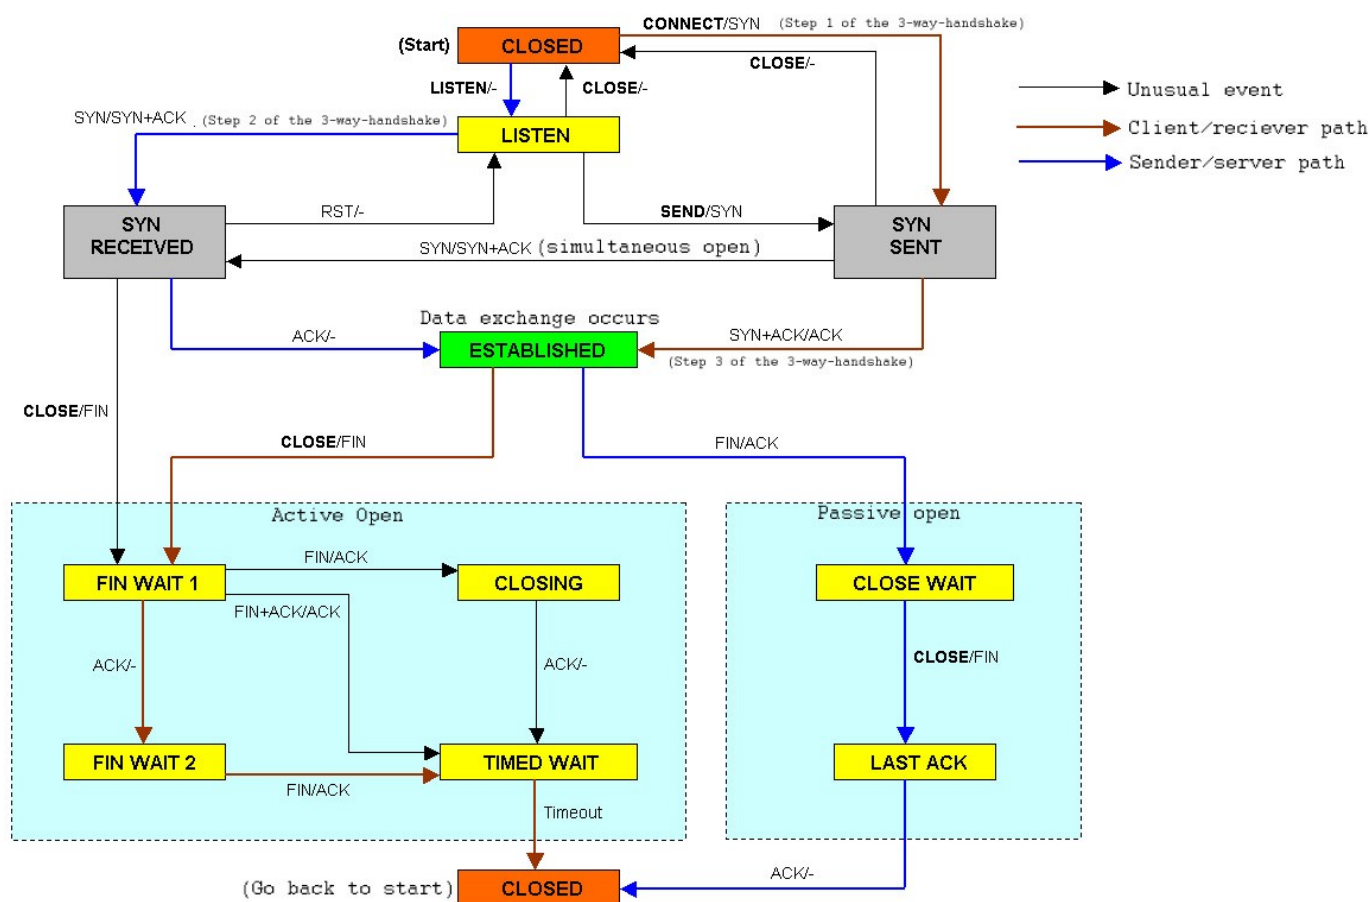 CONNECT/SYN (Step 1 of the 3-way-handshake)
(Start)
CLOSED
CLOSE/-
LISTEN/-
CLOSE/-
Unusual event
Client/reciever path
Sender/server path
SYN/SYN+ACK . (Step 2 of the 3-way-handshake)
LISTEN
SYN
RECEIVED
RST/-
SEND/SYN
SYN
SENT
SYN/SYN+ACK (simultaneous open)
Data exchange occurs
ACK/-
ESTABLISHED
SYN+ACK/ACK
(Step 3 of the 3-way-handshake)
CLOSE/FIN
CLOSE/FIN
FIN/ACK
Active Open
Passive open
FIN WAIT 1
FIN/ACK
CLOSING
CLOSE WAIT
FIN+ACK/ACK
ACK/-
ACK/-
CLOSE/FIN
FIN WAIT 2
TIMED WAIT
LAST ACK
FIN/ACK
Timeout
(Go back to start)
CLOSED
ACK/-